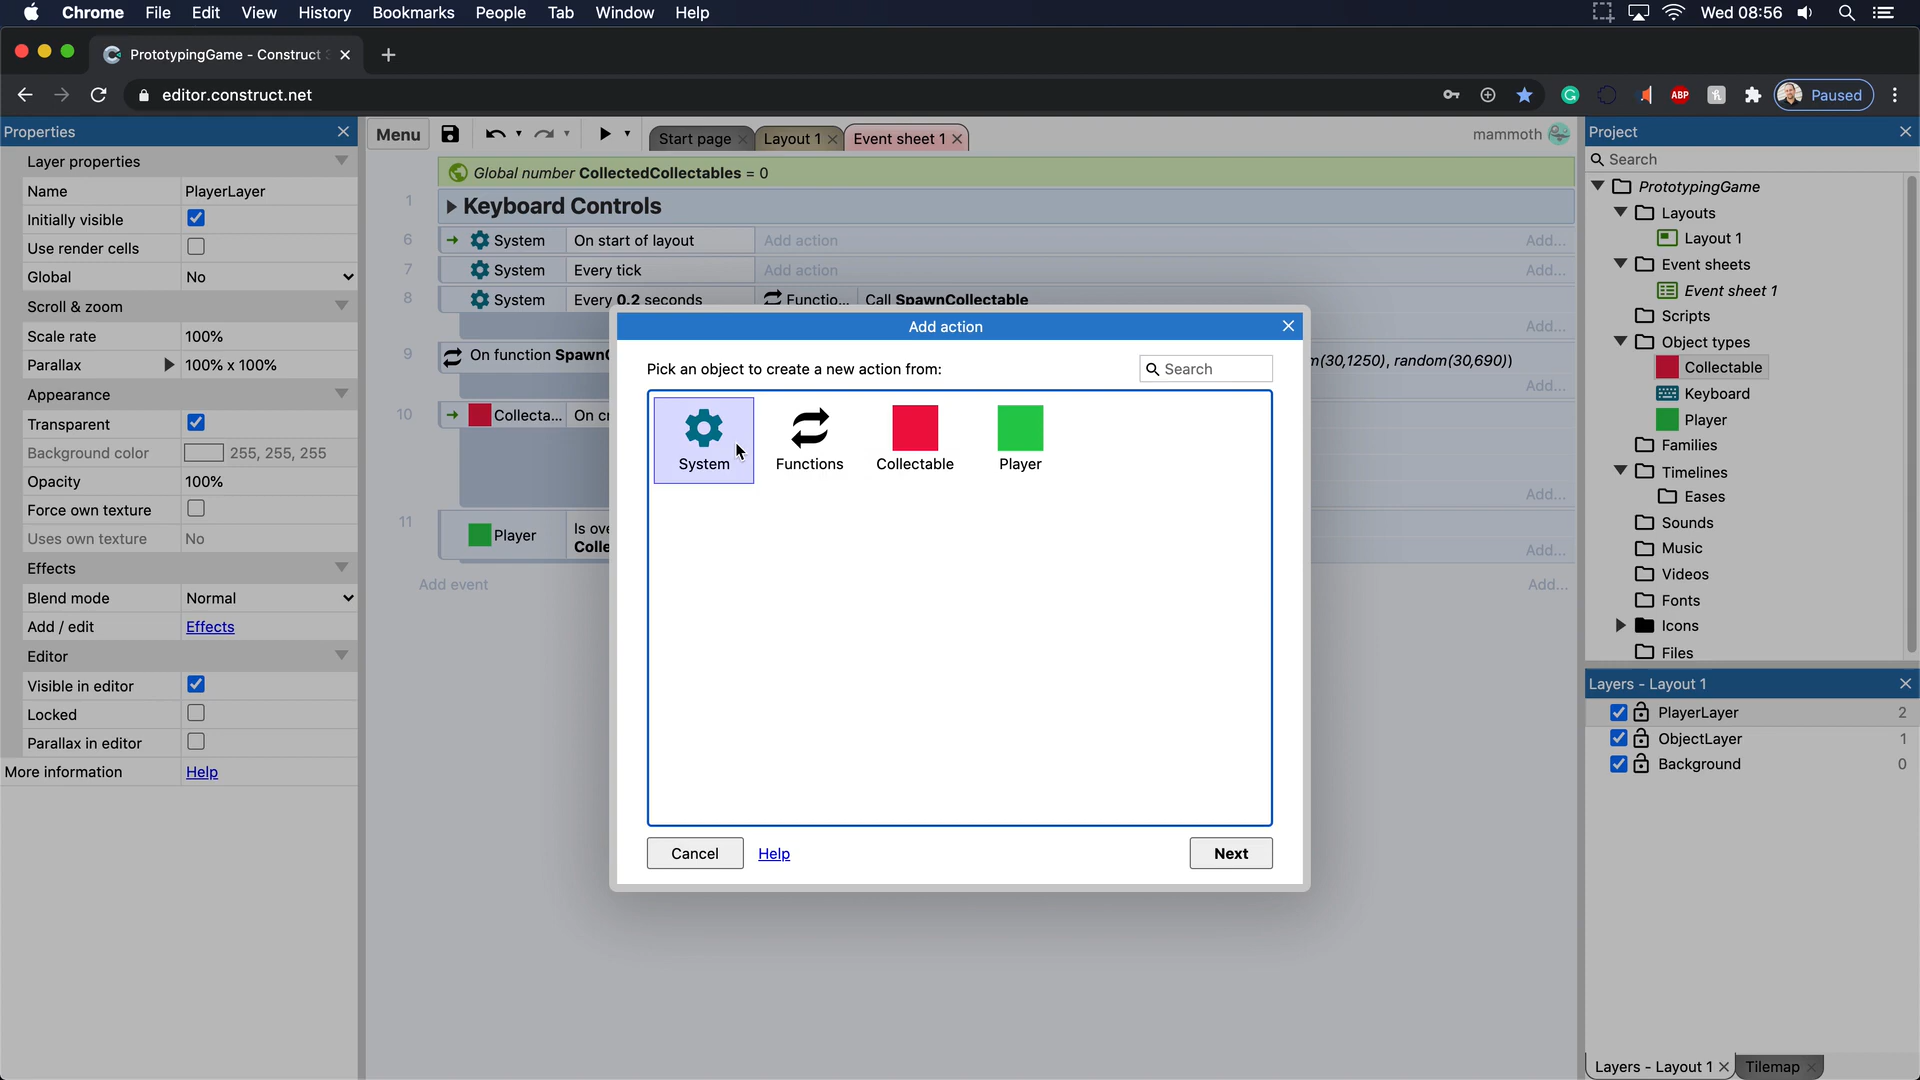 Chrome File Edit View History Bookmarks People Tab Window Help Wed 08:56
PrototypingGame - Construct
editor.construct.net ABP Paused
Properties
Layer properties
Name PlayerLayer
Initially visible
Use render cells
Global No
Scroll & zoom
Scale rate 100%
Parallax 100% x 100%
Appearance
Transparent
Background color 255, 255, 255
Opacity 100%
Force own texture
Uses own texture No
Effects
Blend mode Normal
Add / edit Effects
Editor
Visible in editor
Locked
Parallax in editor
More information Help
Menu Start page Layout 1 Event sheet 1 mammoth
Global number CollectedCollectables = 0
1 Keyboard Controls
6 System On start of layout Add action Add...
7 System Every tick Add action Add...
8 System Every 0.2 seconds Functio... Call SpawnCollectable
Add...
9 On function Spawn m(30,1250), random(30,690))
Add...
10 Collecta... On c
Add...
11 Player Is ov
Colle Add...
Add event Add...
Add action
Pick an object to create a new action from: Search
System Functions Collectable Player
Cancel Help Next
Project
Search
PrototypingGame
Layouts
Layout 1
Event sheets
Event sheet 1
Scripts
Object types
Collectable
Keyboard
Player
Families
Timelines
Eases
Sounds
Music
Videos
Fonts
Icons
Files
Layers - Layout 1
PlayerLayer 2
ObjectLayer 1
Background 0
Layers - Layout 1 Tilemap